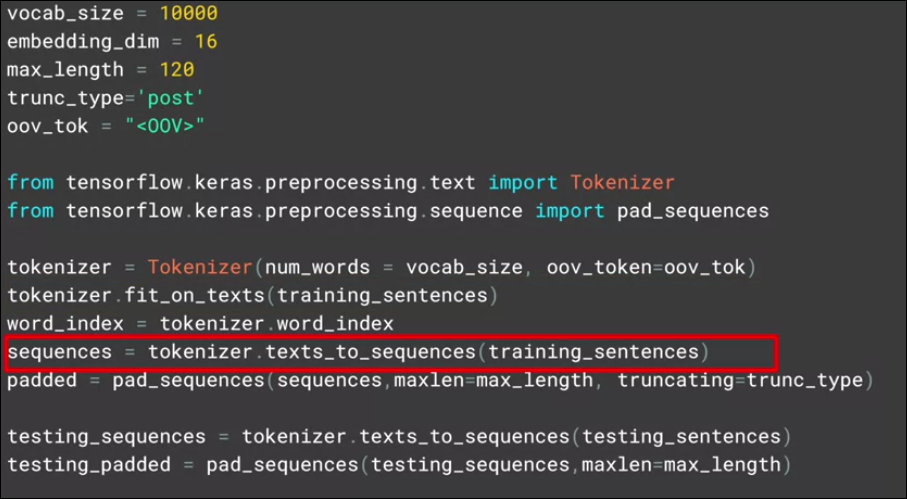 vocab_size = 10000
embedding_dim = 16
max_length = 120
trunc_type='post'
oov_tok = "<OOV>"
from tensorflow.keras.preprocessing.text import Tokenizer
from tensorflow.keras.preprocessing.sequence import pad_sequences
tokenizer = Tokenizer(num_words = vocab_size, oov_token=oov_tok)
tokenizer.fit_on_texts(training_sentences)
word_index = tokenizer.word_index
sequences = tokenizer.texts_to_sequences(training_sentences)
padded = pad_sequences(sequences,maxlen=max_length, truncating=trunc_type)
testing_sequences = tokenizer.texts_to_sequences(testing_sentences)
testing_padded = pad_sequences(testing_sequences,maxlen=max_length)